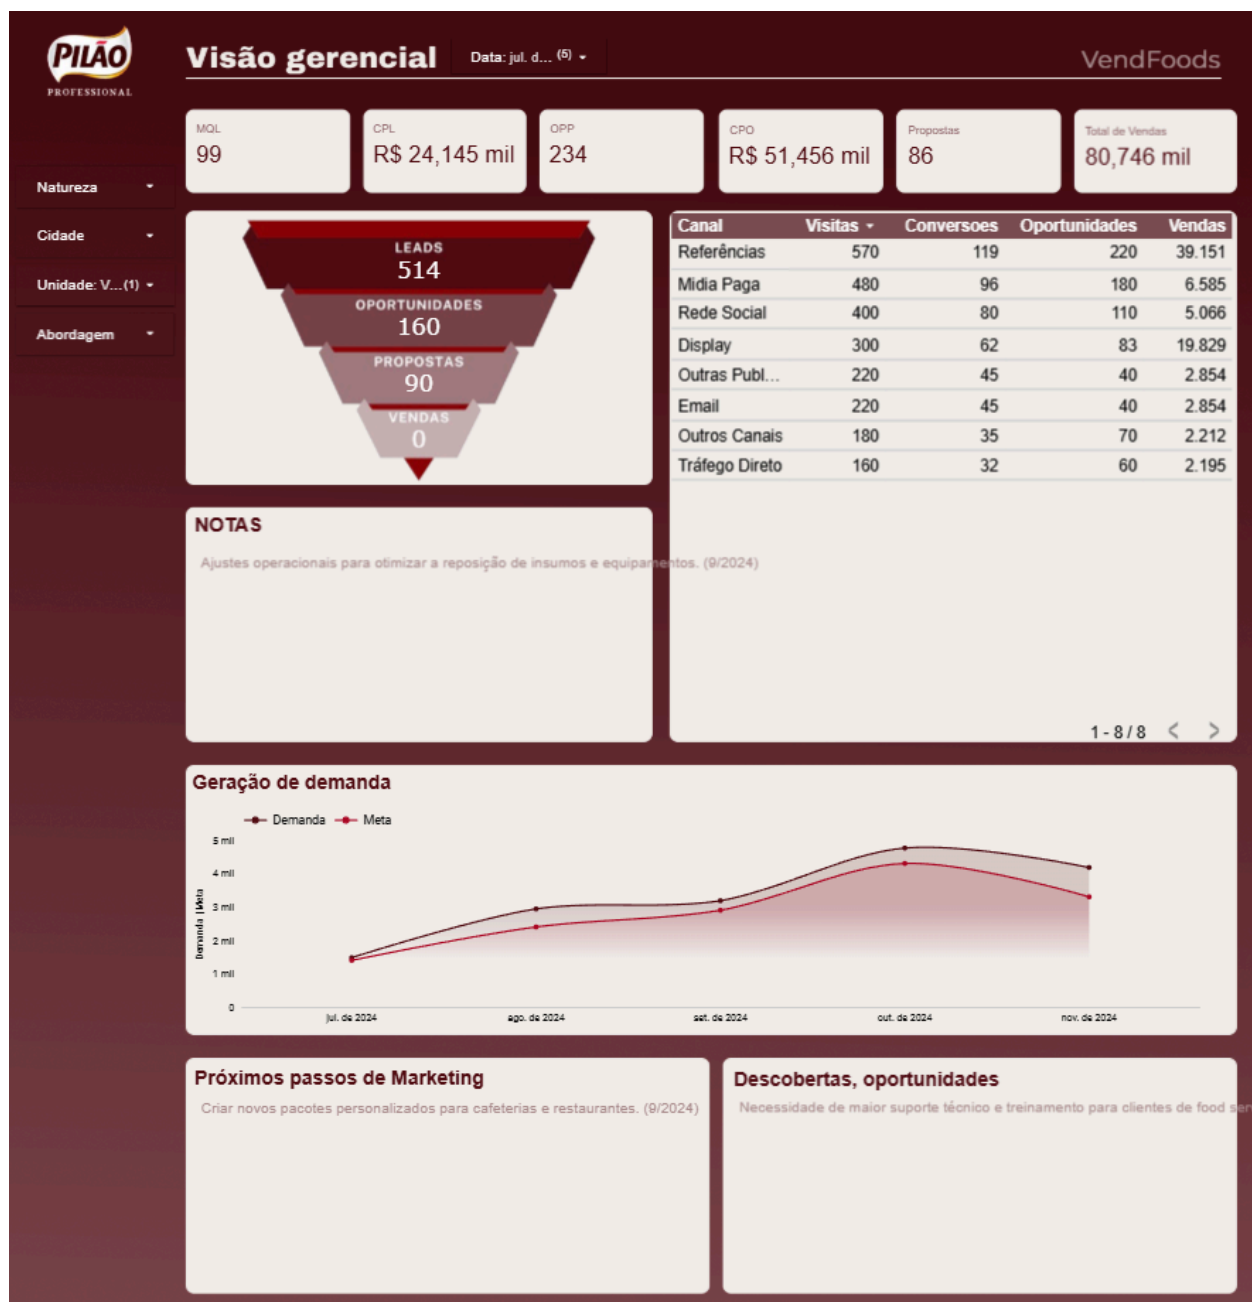 PILÃO
PROFESSIONAL
Visão gerencial
Data: jul. d... (5)
VendFoods
MQL
99
CPL
R$ 24,145 mil
OPP
234
CPO
R$ 51,456 mil
Propostas
86
Total de Vendas
80,746 mil
Natureza
Cidade
Unidade: V...(1)
Abordagem
LEADS
514
OPORTUNIDADES
160
PROPOSTAS
90
VENDAS
0
Canal Visitas Conversoes Oportunidades Vendas
Referências 570 119 220 39.151
Midia Paga 480 96 180 6.585
Rede Social 400 80 110 5.066
Display 300 62 83 19.829
Outras Publ... 220 45 40 2.854
Email 220 45 40 2.854
Outros Canais 180 35 70 2.212
Tráfego Direto 160 32 60 2.195
1 - 8 / 8 < >
NOTAS
Ajustes operacionais para otimizar a reposição de insumos e equipamentos. (9/2024)
Geração de demanda
Demanda Meta
Demanda | Meta
5 mil
4 mil
3 mil
2 mil
1 mil
0
jul. de 2024 ago. de 2024 set. de 2024 out. de 2024 nov. de 2024
Próximos passos de Marketing
Criar novos pacotes personalizados para cafeterias e restaurantes. (9/2024)
Descobertas, oportunidades
Necessidade de maior suporte técnico e treinamento para clientes de food ser